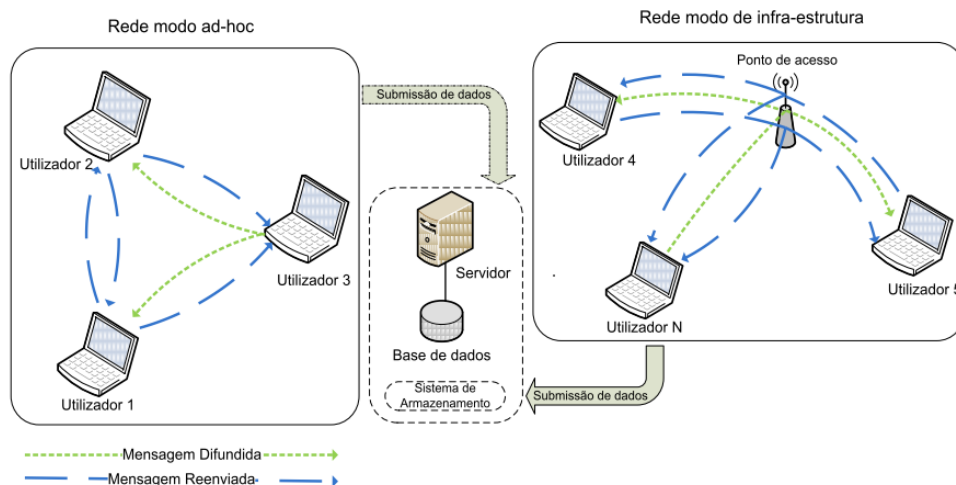 Rede modo ad-hoc
Utilizador 2
Utilizador 3
Utilizador 1
Submissão de dados
Servidor
Base de dados
Sistema de
Armazenamento
Rede modo de infra-estrutura
Ponto de acesso
Utilizador 4
Utilizador N
Utilizador 5
Submissão de dados
Mensagem Difundida
Mensagem Reenviada